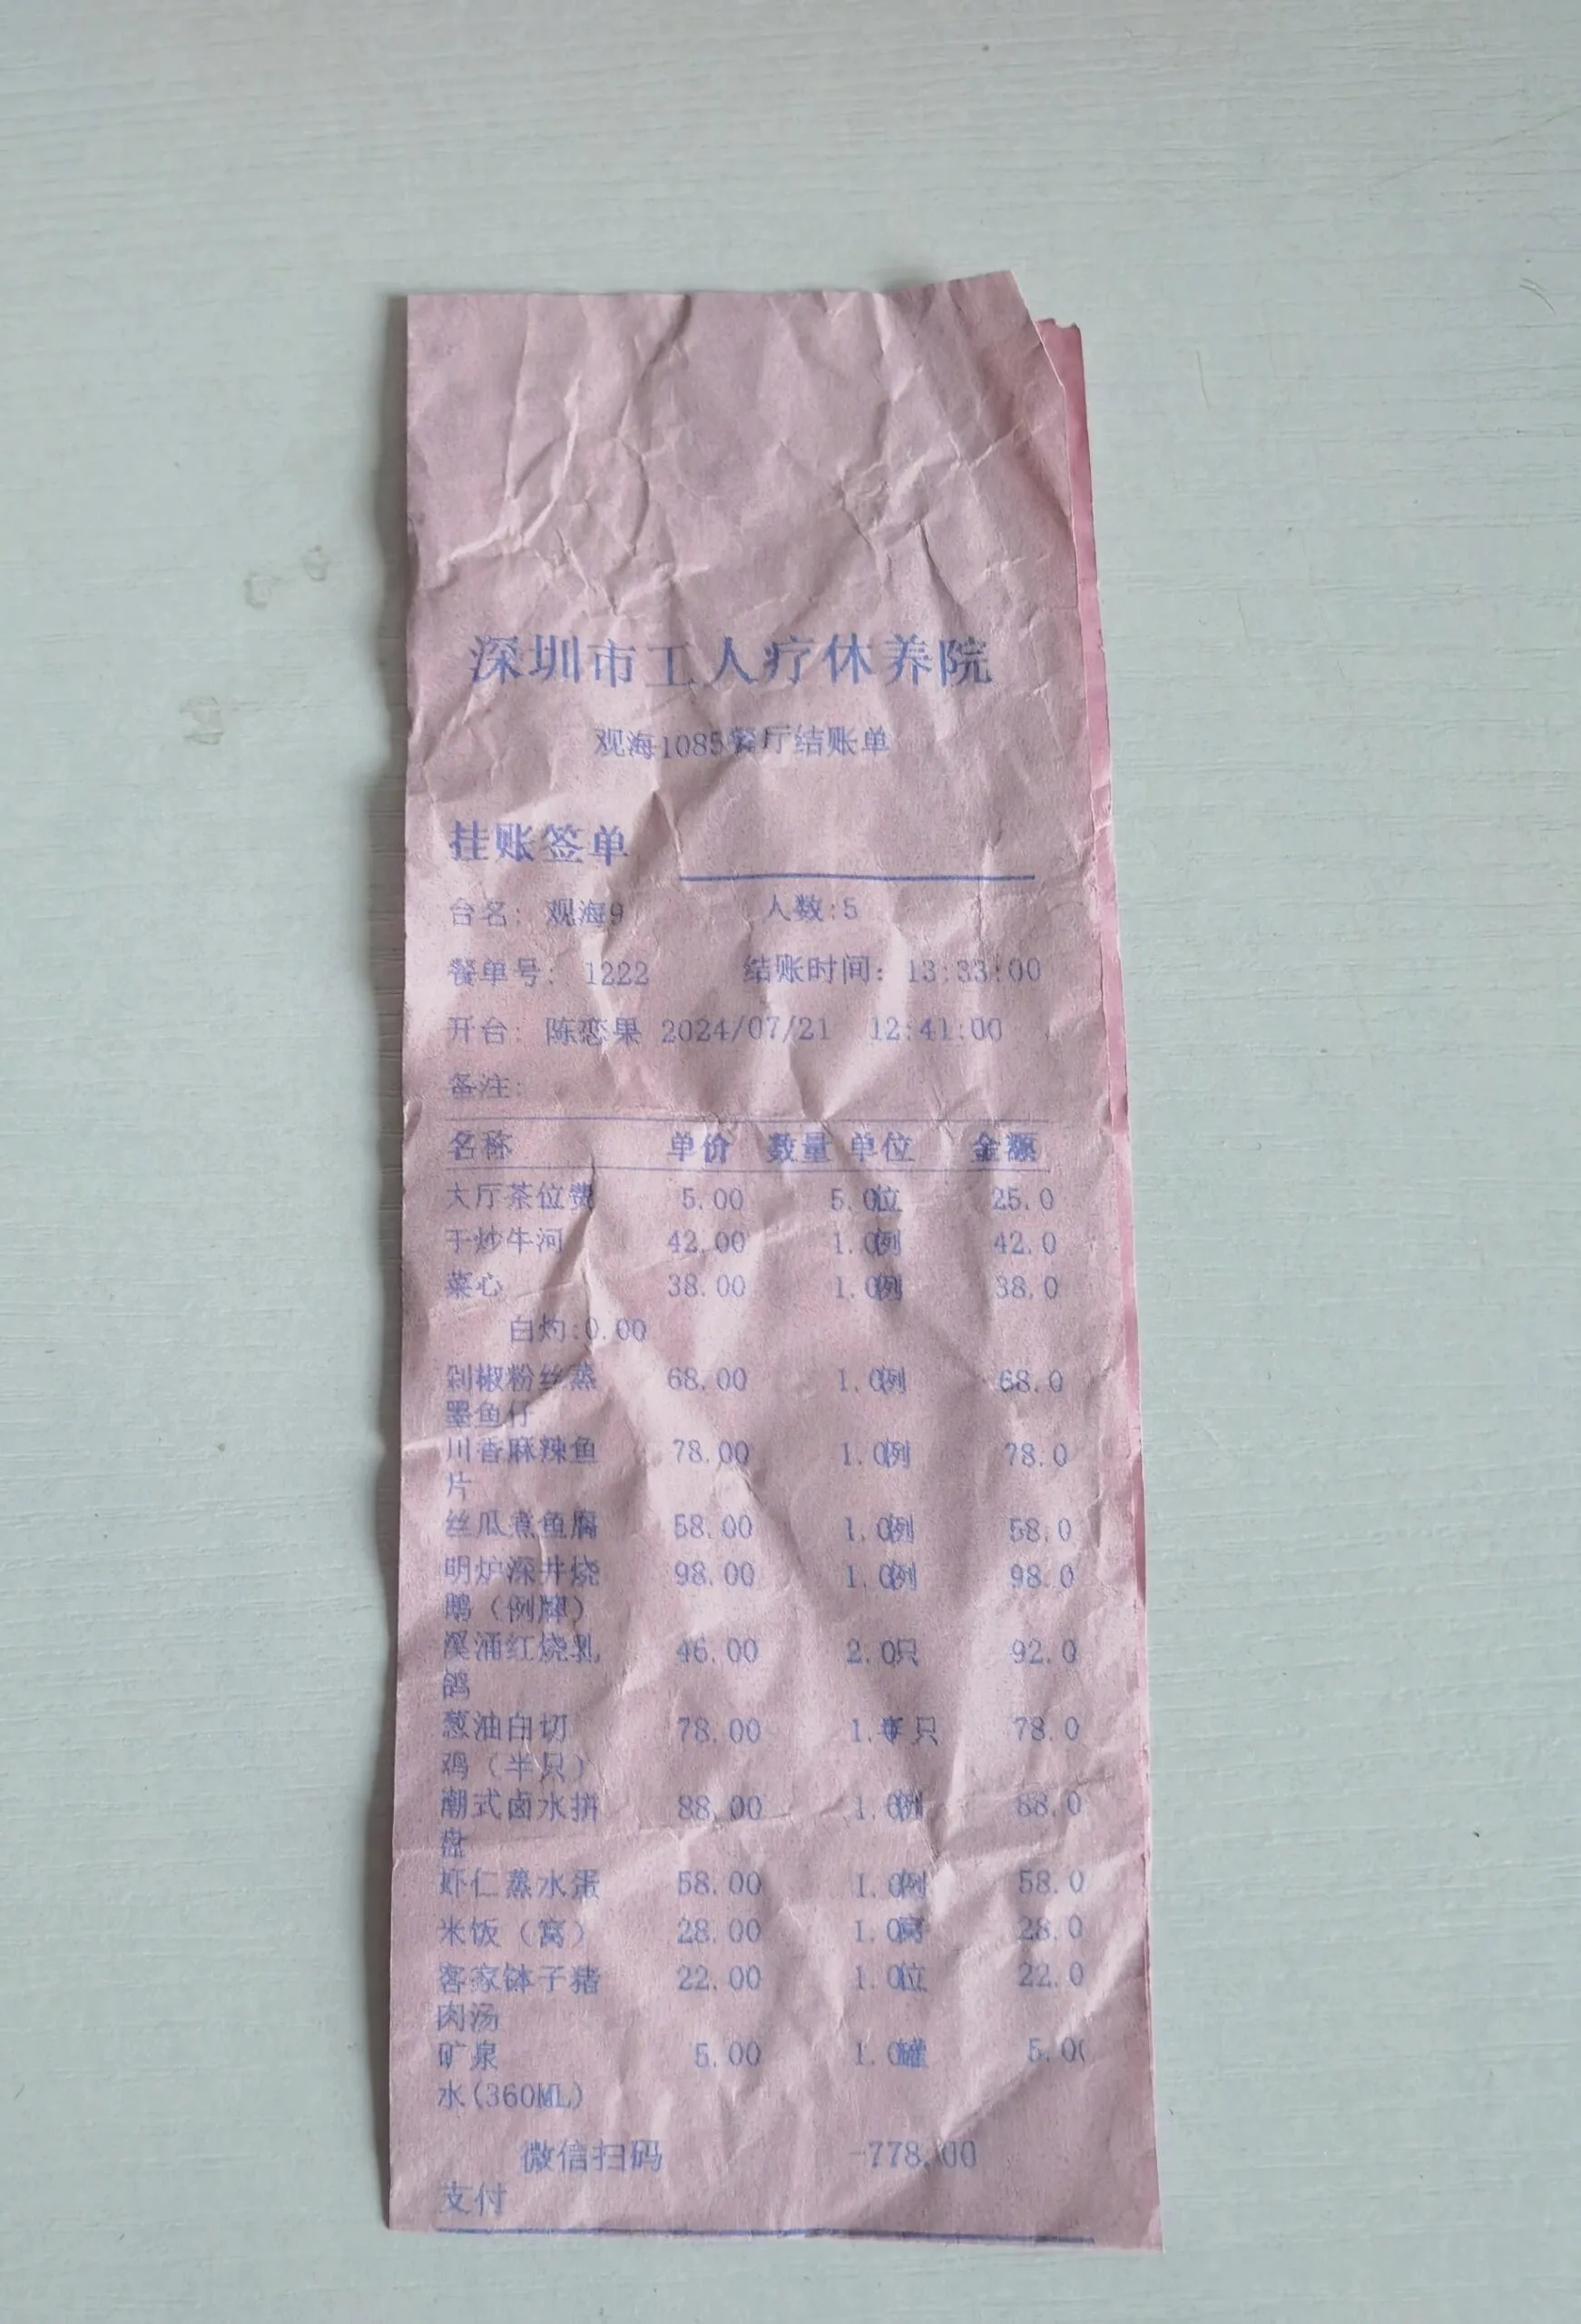 深圳市工人疗休养院
观海1085餐厅结账单
挂账签单
台名: 观海9 人数:5
餐单号: 1222 结账时间: 13:33:00
开台: 陈恋果 2024/07/21 12:41:00
备注:
名称 单价 数量 单位 金额
大厅茶位费 5.00 5.0位 25.0
干炒牛河 42.00 1.0例 42.0
菜心 38.00 1.0例 38.0
白灼:0.00
剁椒粉丝蒸 68.00 1.0例 68.0
墨鱼仔
川香麻辣鱼 78.00 1.0例 78.0
片
丝瓜煮鱼腐 58.00 1.0例 58.0
明炉深井烧 98.00 1.0例 98.0
鹅（例牌）
溪涌红烧乳 46.00 2.0只 92.0
鸽
葱油白切 78.00 1.半只 78.0
鸡（半只）
潮式卤水拼 88.00 1.0例 88.0
盘
虾仁蒸水蛋 58.00 1.0例 58.0
米饭（窝） 28.00 1.0窝 28.0
客家钵子猪 22.00 1.0位 22.0
肉汤
矿泉 5.00 1.0罐 5.0
水(360ML)
微信扫码 -778.00
支付